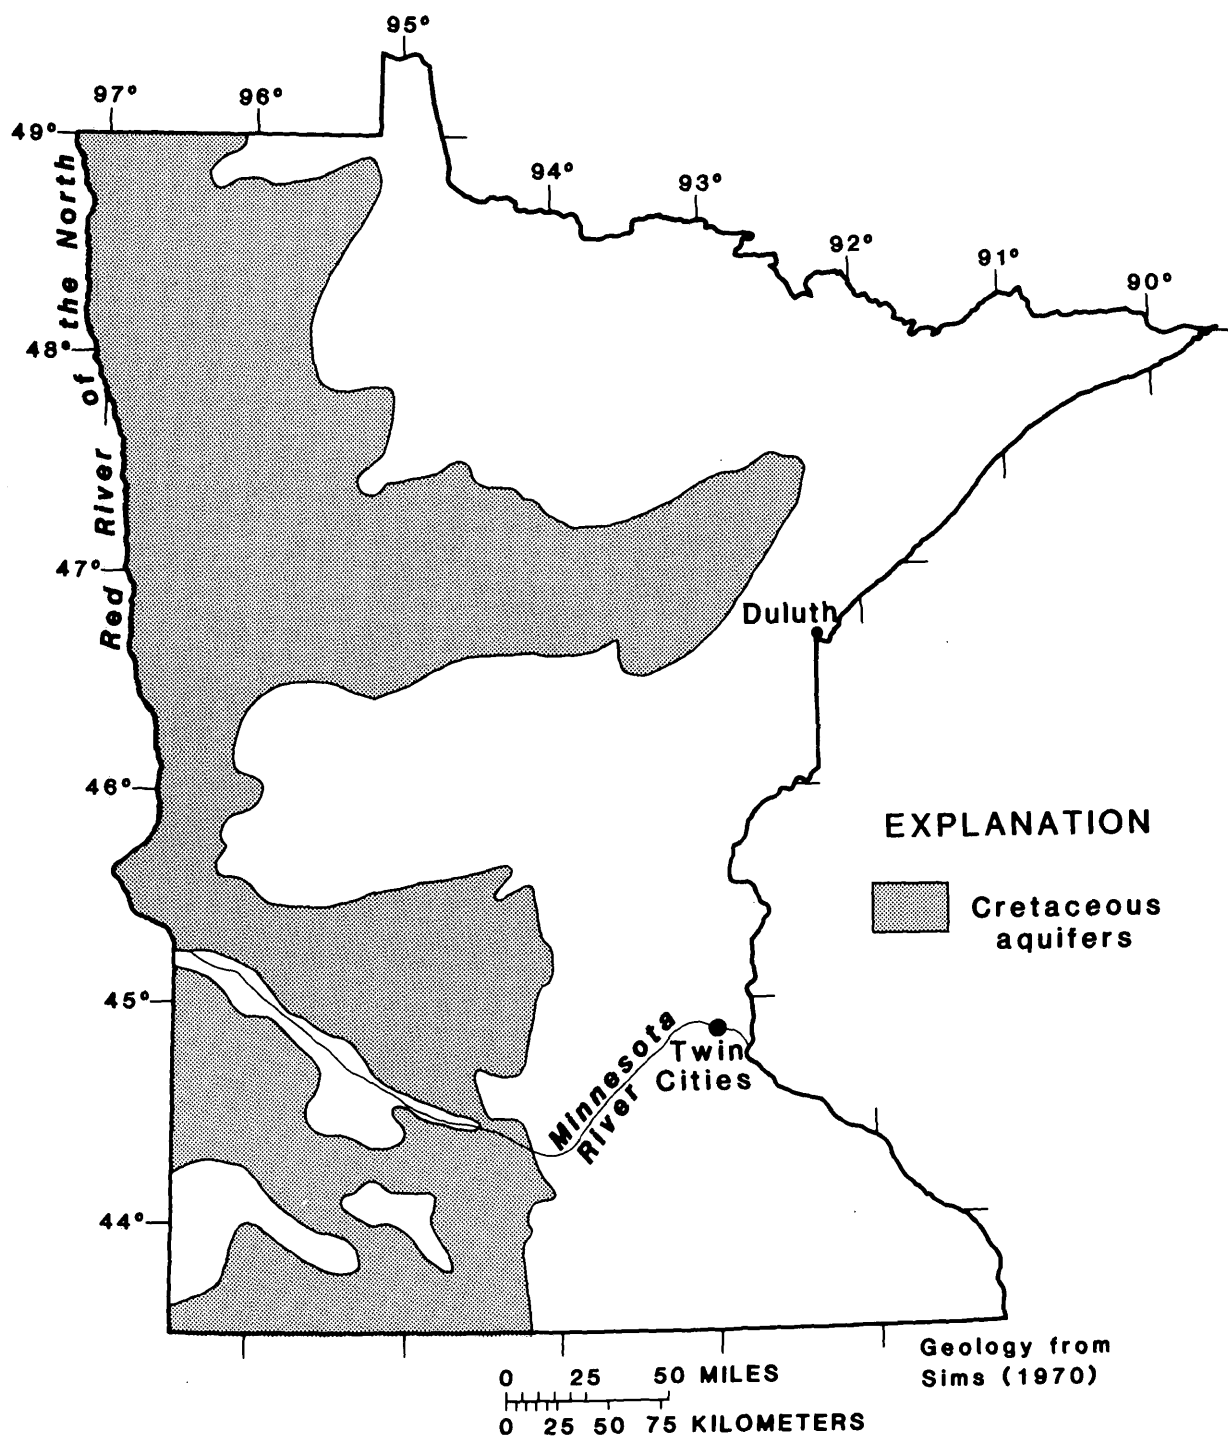 95°
97°
96°
49°
94°
93°
92°
91°
90°
Red River of the North
48°
47°
Duluth
46°
EXPLANATION
Cretaceous
aquifers
45°
Minnesota
River
Twin
Cities
44°
Geology from
Sims (1970)
0 25 50 MILES
0 25 50 75 KILOMETERS